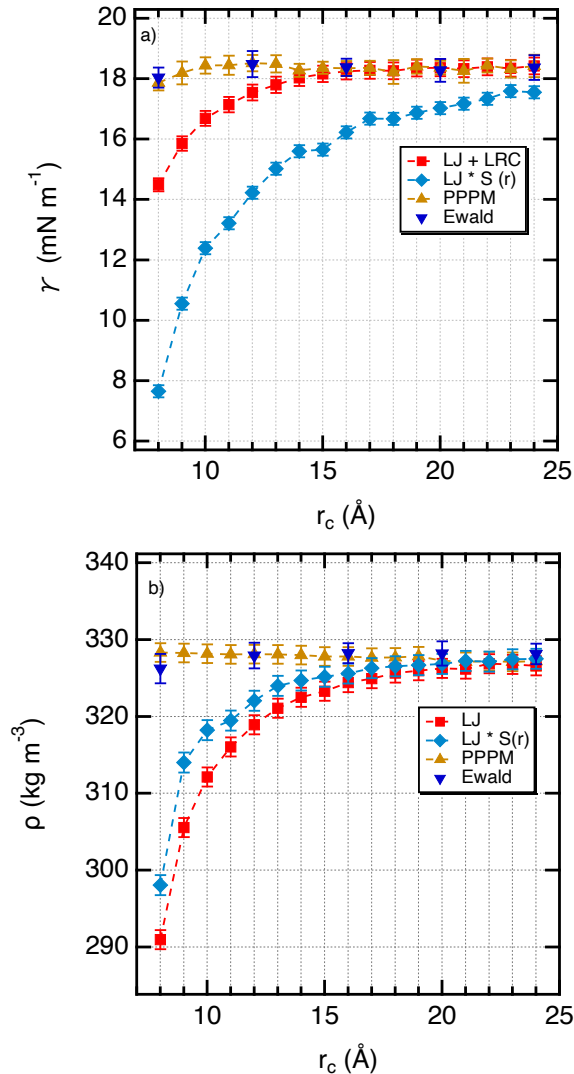 a)
20
18
16
14
12
10
8
6
γ (mN m-1)
LJ + LRC
LJ * S (r)
PPPM
Ewald
10 15 20 25
rc (Å)
b)
340
330
320
310
300
290
ρ (kg m-3)
LJ
LJ * S(r)
PPPM
Ewald
10 15 20 25
rc (Å)